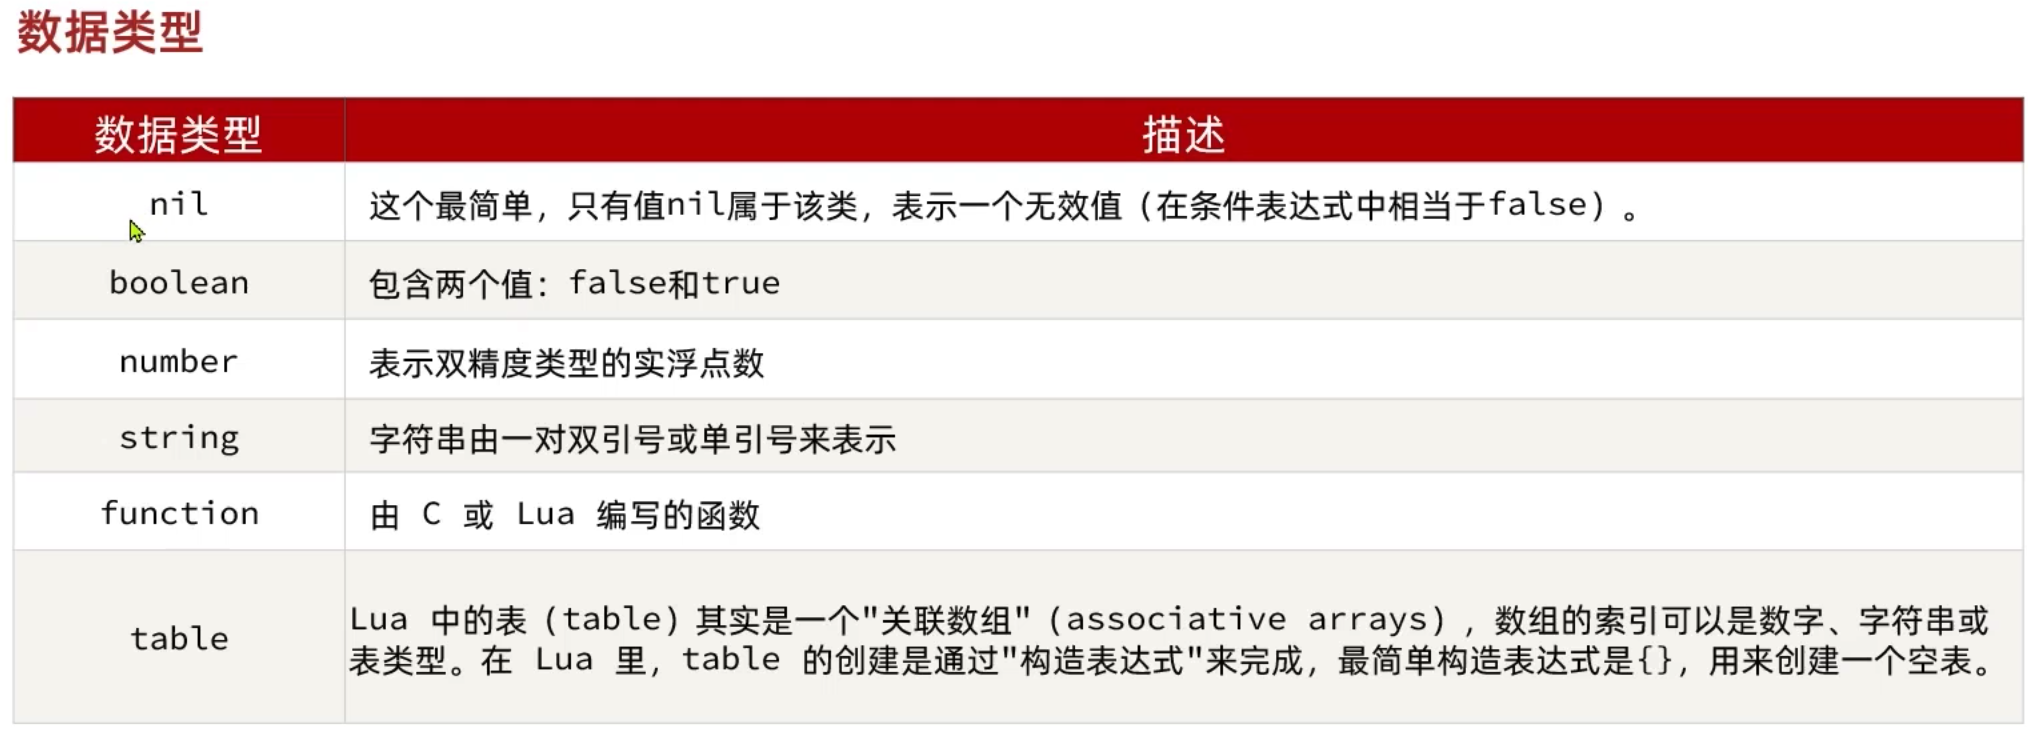 数据类型
数据类型 描述
nil 这个最简单，只有值nil属于该类，表示一个无效值（在条件表达式中相当于false）。
boolean 包含两个值：false和true
number 表示双精度类型的实浮点数
string 字符串由一对双引号或单引号来表示
function 由 C 或 Lua 编写的函数
table Lua 中的表（table）其实是一个"关联数组"（associative arrays），数组的索引可以是数字、字符串或
表类型。在 Lua 里，table 的创建是通过"构造表达式"来完成，最简单构造表达式是{}，用来创建一个空表。